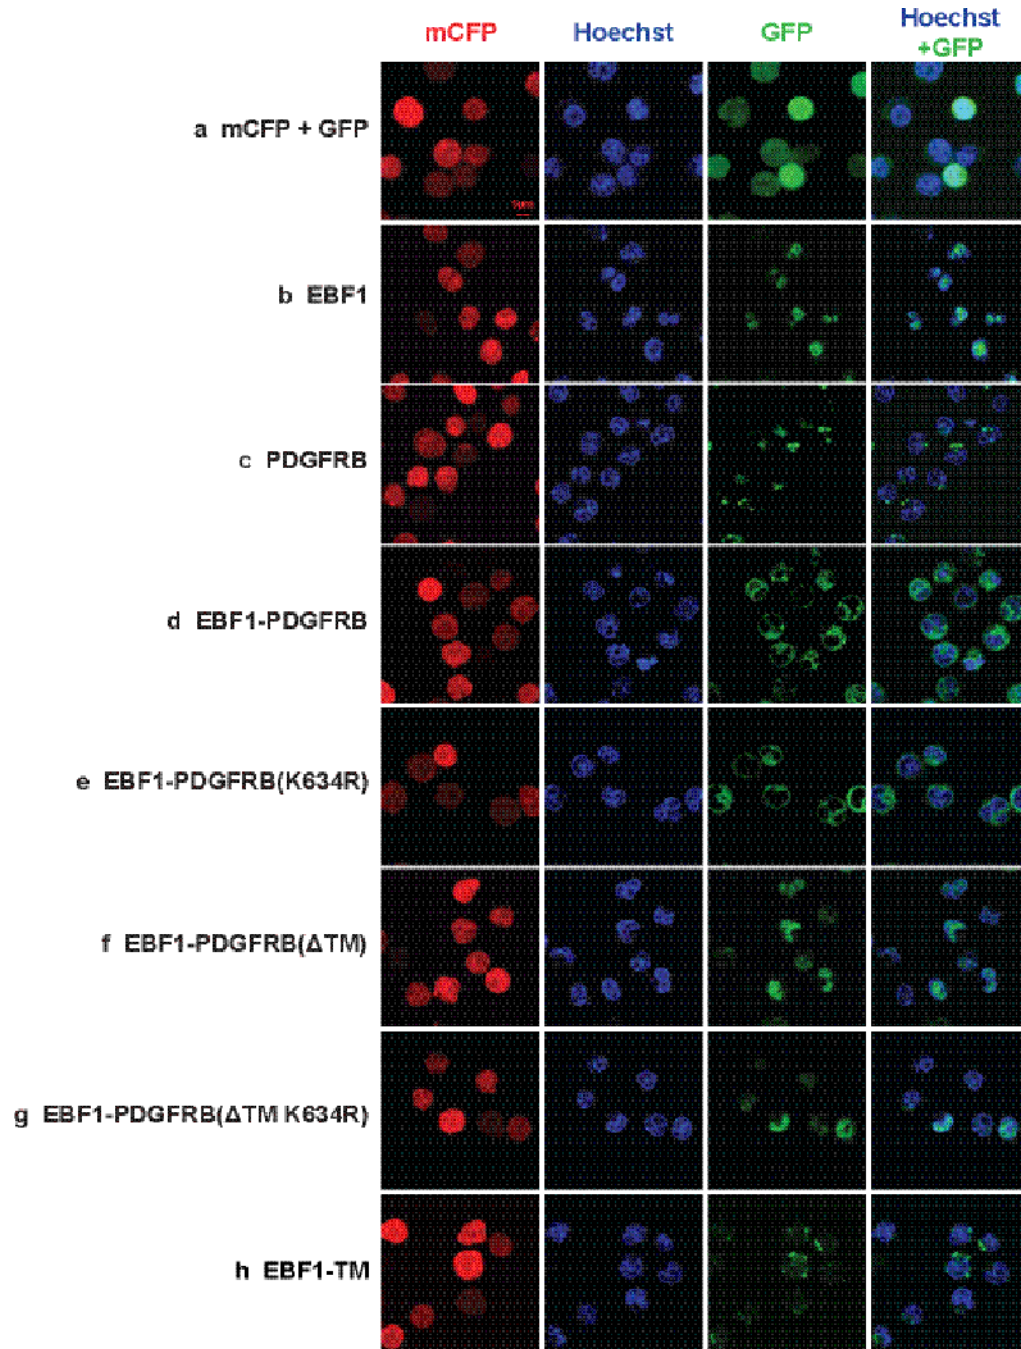 mCFP Hoechst GFP Hoechst
+GFP
a mCFP + GFP
b EBF1
c PDGFRB
d EBF1-PDGFRB
e EBF1-PDGFRB(K634R)
f EBF1-PDGFRB(ΔTM)
g EBF1-PDGFRB(ΔTM K634R)
h EBF1-TM